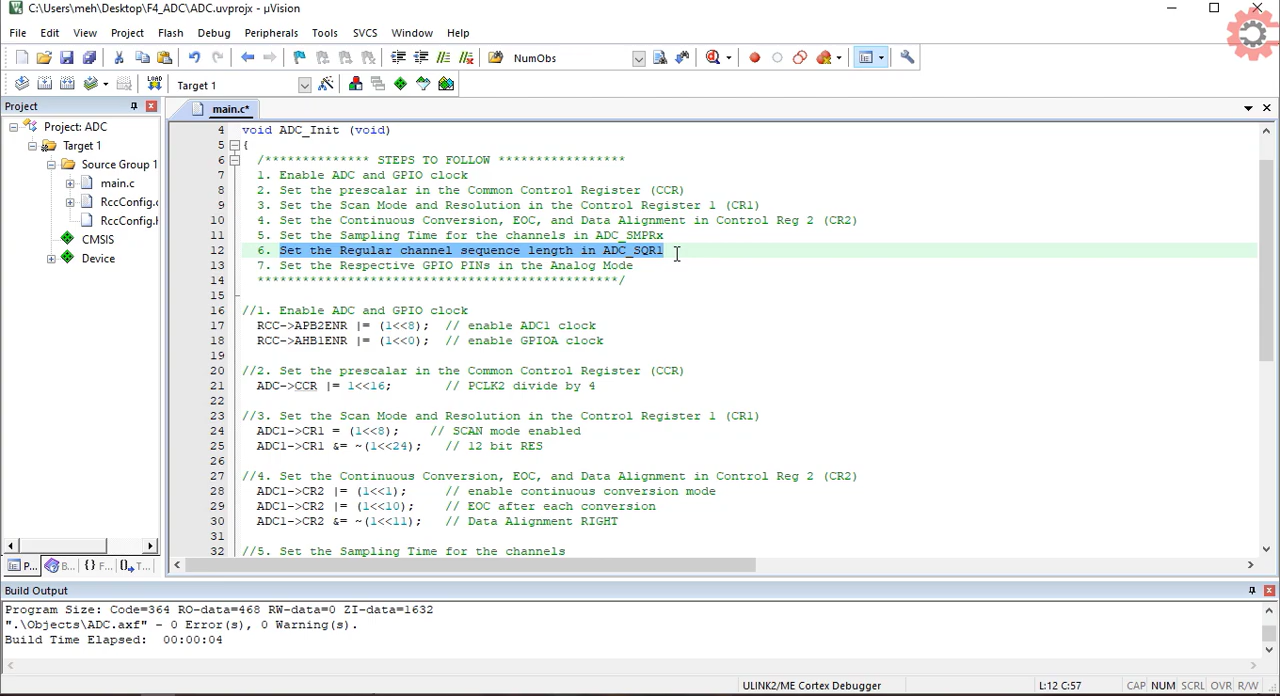 C:\Users\meh\Desktop\F4_ADC\ADC.uvprojx - µVision
File Edit View Project Flash Debug Peripherals Tools SVCS Window Help
NumObs
LOAD
Target 1
Project
Project: ADC
Target 1
Source Group 1
main.c
RccConfig.c
RccConfig.h
CMSIS
Device
P... B... {} F... T...
main.c*
4 void ADC_Init (void)
5 {
6 /*************** STEPS TO FOLLOW *****************
7 1. Enable ADC and GPIO clock
8 2. Set the prescalar in the Common Control Register (CCR)
9 3. Set the Scan Mode and Resolution in the Control Register 1 (CR1)
10 4. Set the Continuous Conversion, EOC, and Data Alignment in Control Reg 2 (CR2)
11 5. Set the Sampling Time for the channels in ADC_SMPRx
12 6. Set the Regular channel sequence length in ADC_SQR1
13 7. Set the Respective GPIO PINs in the Analog Mode
14 ************************************************/
15
16 //1. Enable ADC and GPIO clock
17 RCC->APB2ENR |= (1<<8); // enable ADC1 clock
18 RCC->AHB1ENR |= (1<<0); // enable GPIOA clock
19
20 //2. Set the prescalar in the Common Control Register (CCR)
21 ADC->CCR |= 1<<16; // PCLK2 divide by 4
22
23 //3. Set the Scan Mode and Resolution in the Control Register 1 (CR1)
24 ADC1->CR1 = (1<<8); // SCAN mode enabled
25 ADC1->CR1 &= ~(1<<24); // 12 bit RES
26
27 //4. Set the Continuous Conversion, EOC, and Data Alignment in Control Reg 2 (CR2)
28 ADC1->CR2 |= (1<<1); // enable continuous conversion mode
29 ADC1->CR2 |= (1<<10); // EOC after each conversion
30 ADC1->CR2 &= ~(1<<11); // Data Alignment RIGHT
31
32 //5. Set the Sampling Time for the channels
Build Output
Program Size: Code=364 RO-data=468 RW-data=0 ZI-data=1632
".\Objects\ADC.axf" - 0 Error(s), 0 Warning(s).
Build Time Elapsed: 00:00:04
ULINK2/ME Cortex Debugger L:12 C:57 CAP NUM SCRL OVR R/W